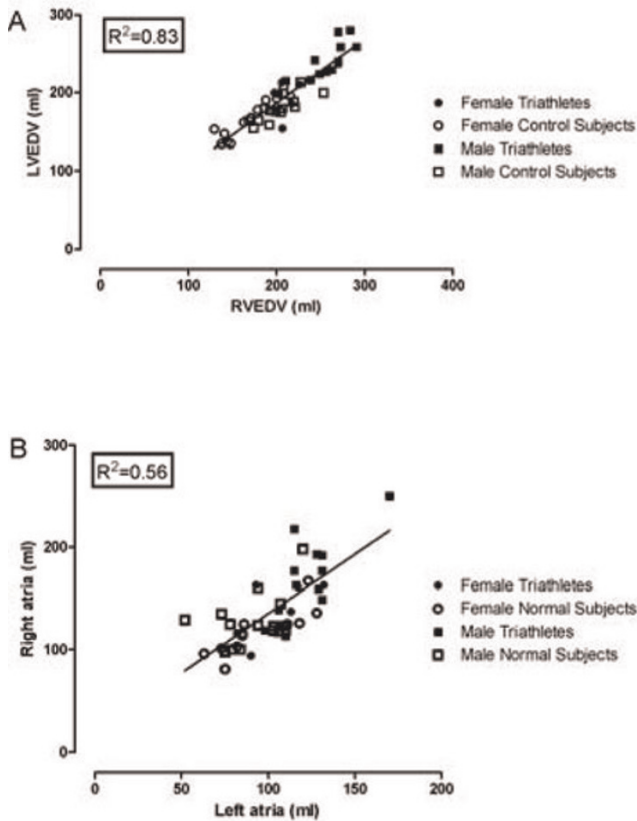 A
300
R²=0.83
200
100
0
LVEDV (ml)
0 100 200 300 400
RVEDV (ml)
Female Triathletes
Female Control Subjects
Male Triathletes
Male Control Subjects
B
300
R²=0.56
200
100
0
Right atria (ml)
0 50 100 150 200
Left atria (ml)
Female Triathletes
Female Normal Subjects
Male Triathletes
Male Normal Subjects